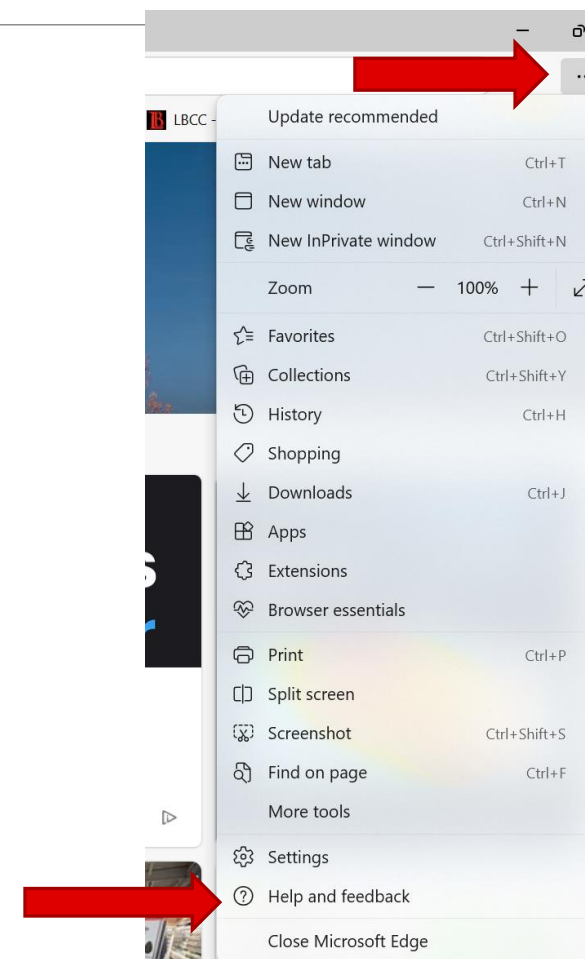 LBCC -
Update recommended
New tab Ctrl+T
New window Ctrl+N
New InPrivate window Ctrl+Shift+N
Zoom — 100% +
Favorites Ctrl+Shift+O
Collections Ctrl+Shift+Y
History Ctrl+H
Shopping
Downloads Ctrl+J
Apps
Extensions
Browser essentials
Print Ctrl+P
Split screen
Screenshot Ctrl+Shift+S
Find on page Ctrl+F
More tools
Settings
Help and feedback
Close Microsoft Edge